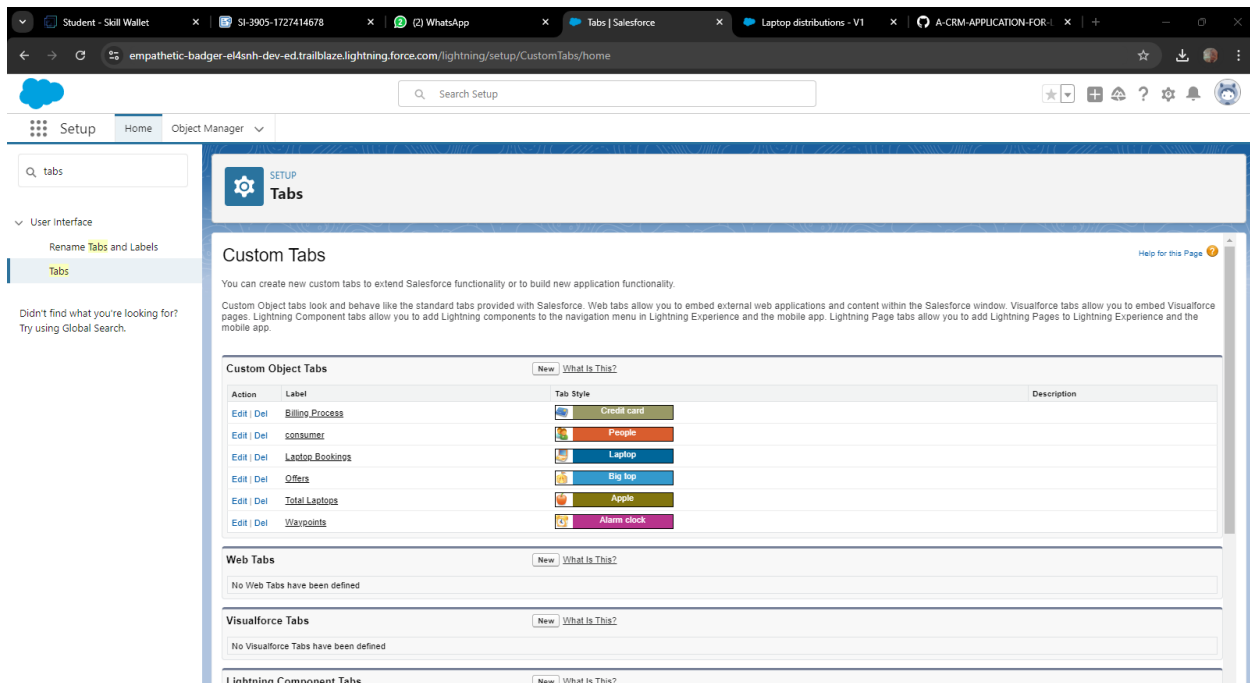 Student - Skill Wallet
SI-3905-1727414678
(2) WhatsApp
Tabs | Salesforce
Laptop distributions - V1
A-CRM-APPLICATION-FOR-L
empathetic-badger-el4snh-dev-ed.trailblaze.lightning.force.com/lightning/setup/CustomTabs/home
Search Setup
Setup Home Object Manager
tabs
User Interface
Rename Tabs and Labels
Tabs
Didn't find what you're looking for?
Try using Global Search.
SETUP
Tabs
Custom Tabs
Help for this Page
You can create new custom tabs to extend Salesforce functionality or to build new application functionality.
Custom Object tabs look and behave like the standard tabs provided with Salesforce. Web tabs allow you to embed external web applications and content within the Salesforce window. Visualforce tabs allow you to embed Visualforce
pages. Lightning Component tabs allow you to add Lightning components to the navigation menu in Lightning Experience and the mobile app. Lightning Page tabs allow you to add Lightning Pages to Lightning Experience and the
mobile app.
Custom Object Tabs New What Is This?
Action Label Tab Style Description
Edit | Del Billing Process Credit card
Edit | Del consumer People
Edit | Del Laptop Bookings Laptop
Edit | Del Offers Big top
Edit | Del Total Laptops Apple
Edit | Del Waypoints Alarm clock
Web Tabs New What Is This?
No Web Tabs have been defined
Visualforce Tabs New What Is This?
No Visualforce Tabs have been defined
Lightning Component Tabs New What Is This?